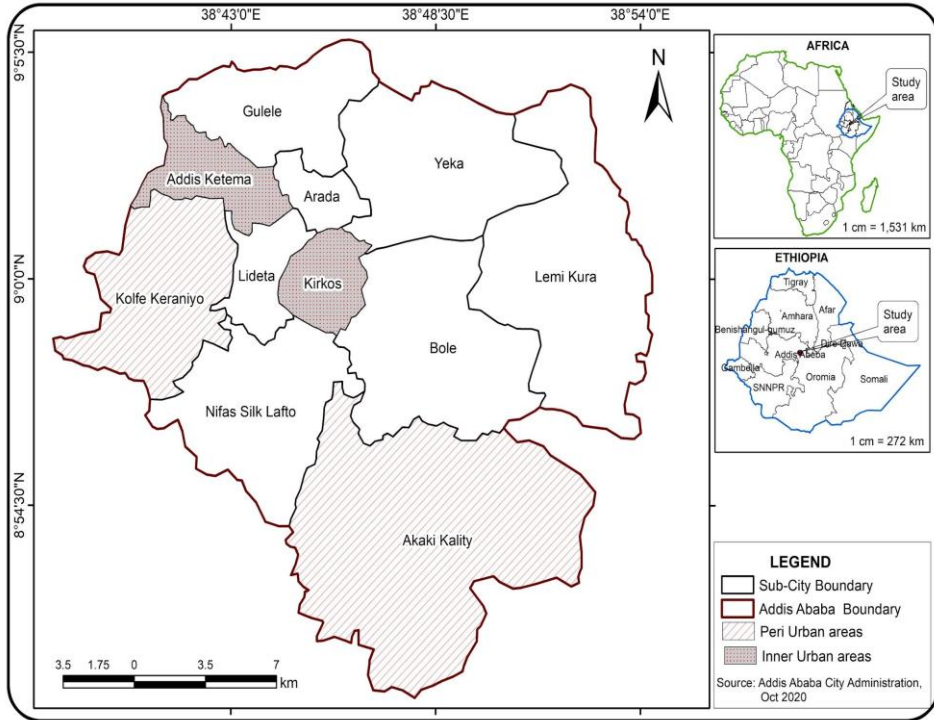 38°43'0"E
38°48'30"E
38°54'0"E
9°5'30"N
9°0'0"N
8°54'30"N
N
Gulele
Yeka
Addis Ketema
Arada
Lideta
Kirkos
Lemi Kura
Kolfe Keraniyo
Bole
Nifas Silk Lafto
Akaki Kality
3.5 1.75 0 3.5 7
km
AFRICA
Study
area
1 cm = 1,531 km
ETHIOPIA
Tigray
Study
area
Amhara
Afar
Benishangul-gumuz
Dire Dawa
Addis Ababa
Gambella
Oromia
Somali
SNNPR
1 cm = 272 km
LEGEND
Sub-City Boundary
Addis Ababa Boundary
Peri Urban areas
Inner Urban areas
Source: Addis Ababa City Administration,
Oct 2020